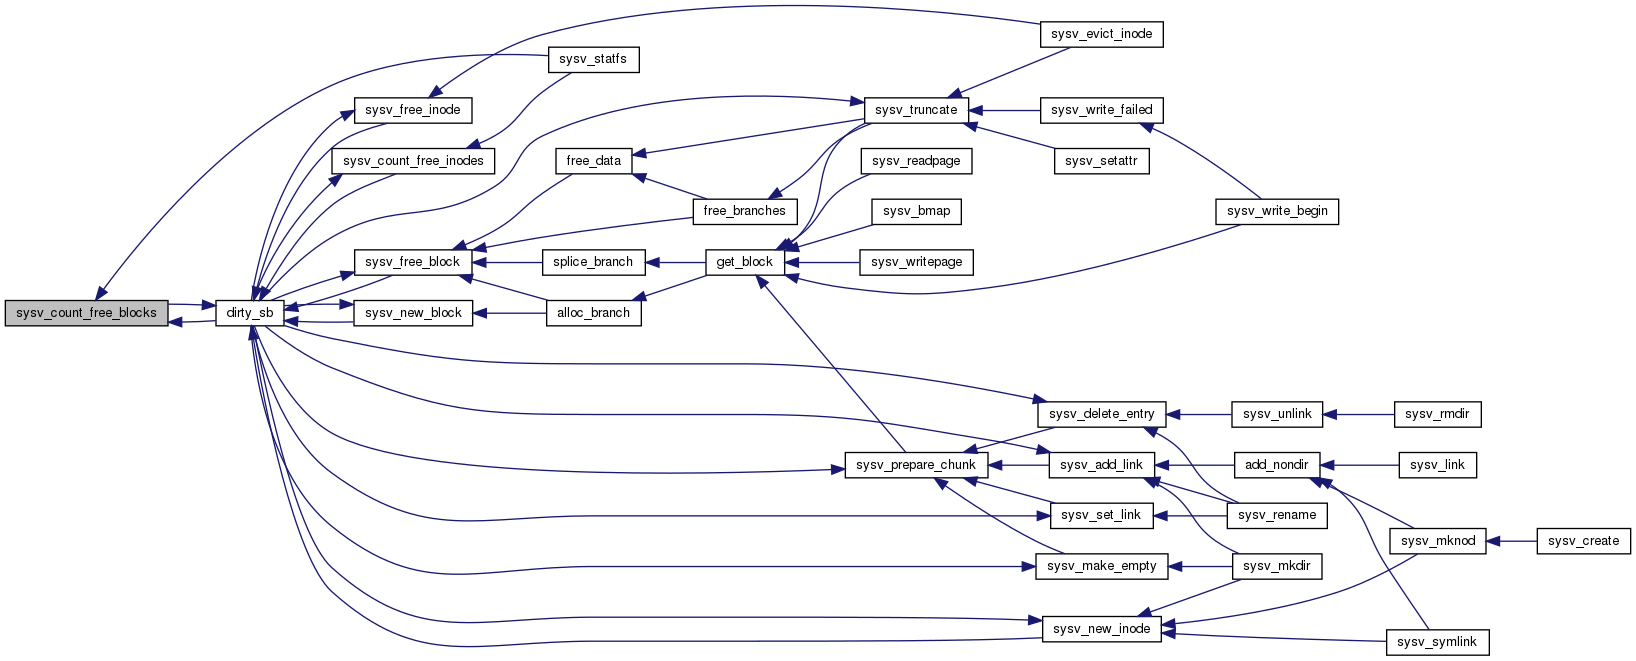 sysv_evict_inode
sysv_statfs
sysv_free_inode
sysv_truncate
sysv_write_failed
sysv_count_free_inodes
free_data
sysv_readpage
sysv_setattr
free_branches
sysv_bmap
sysv_write_begin
sysv_free_block
splice_branch
get_block
sysv_writepage
sysv_count_free_blocks
dirty_sb
sysv_new_block
alloc_branch
sysv_delete_entry
sysv_unlink
sysv_rmdir
sysv_prepare_chunk
sysv_add_link
add_nondir
sysv_link
sysv_set_link
sysv_rename
sysv_mknod
sysv_create
sysv_make_empty
sysv_mkdir
sysv_new_inode
sysv_symlink